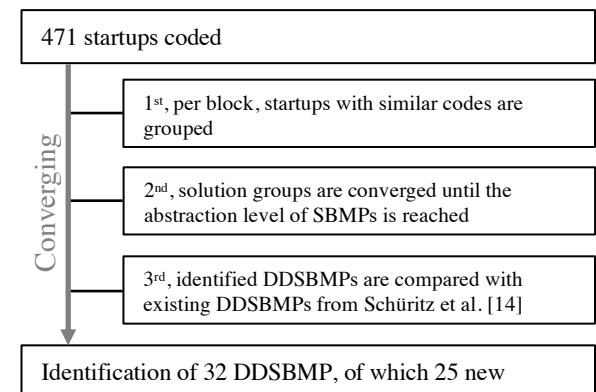 471 startups coded
Converging
1st, per block, startups with similar codes are
grouped
2nd, solution groups are converged until the
abstraction level of SBMPs is reached
3rd, identified DDSBMPs are compared with
existing DDSBMPs from Schüritz et al. [14]
Identification of 32 DDSBMP, of which 25 new